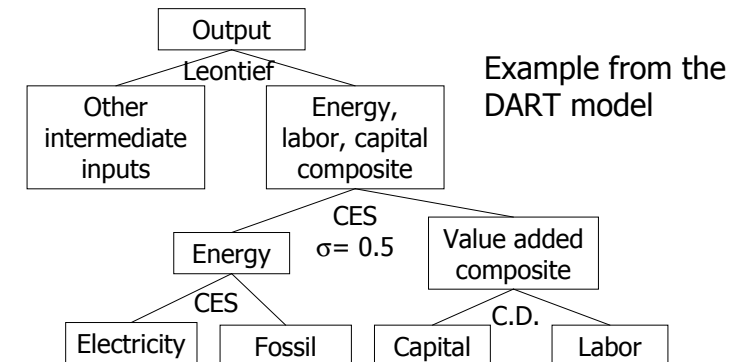 Output
Leontief
Example from the
DART model
Other
intermediate
inputs
Energy,
labor, capital
composite
CES
σ= 0.5
Energy
Value added
composite
CES
C.D.
Electricity
Fossil
Capital
Labor